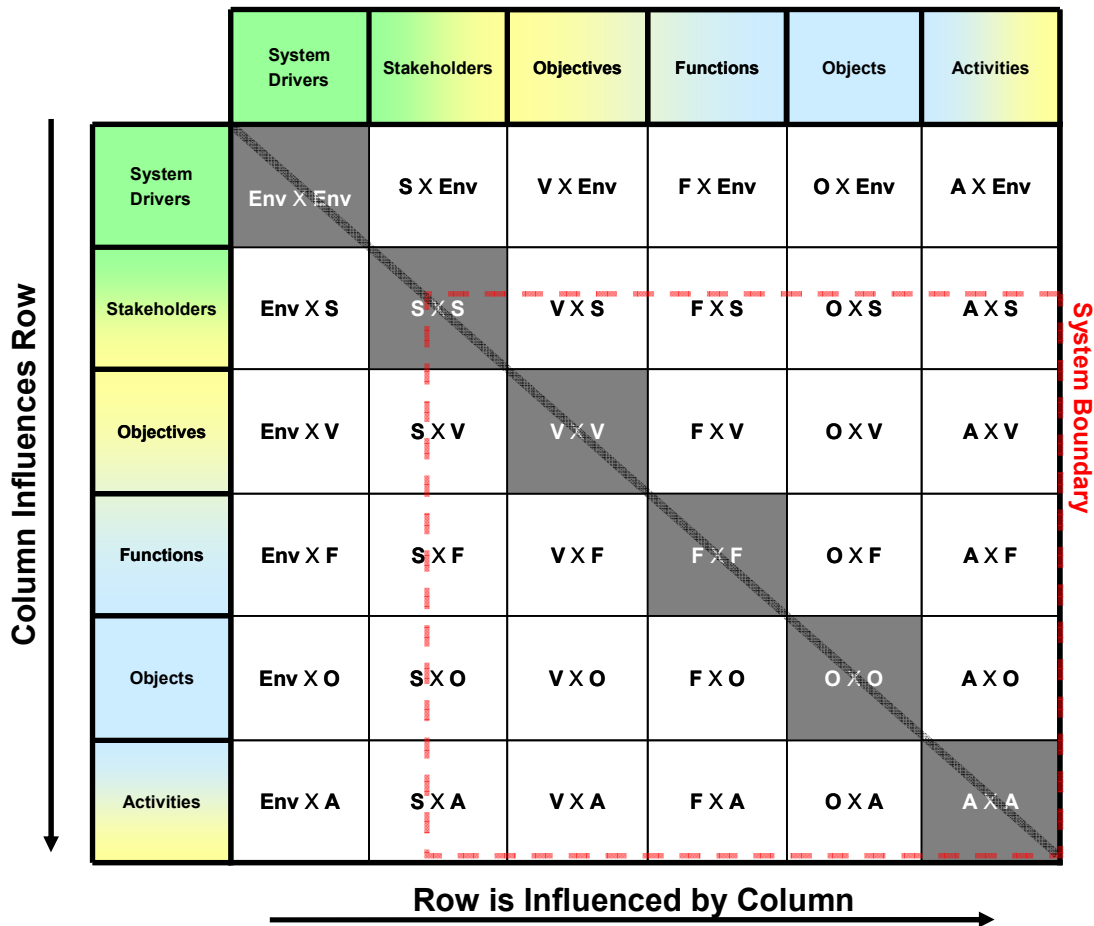 System
Drivers
Stakeholders
Objectives
Functions
Objects
Activities
System
Drivers
Env X Env
S X Env
V X Env
F X Env
O X Env
A X Env
Stakeholders
Env X S
S X S
V X S
F X S
O X S
A X S
Objectives
Env X V
S X V
V X V
F X V
O X V
A X V
Functions
Env X F
S X F
V X F
F X F
O X F
A X F
Objects
Env X O
S X O
V X O
F X O
O X O
A X O
Activities
Env X A
S X A
V X A
F X A
O X A
A X A
Column Influences Row
System Boundary
Row is Influenced by Column